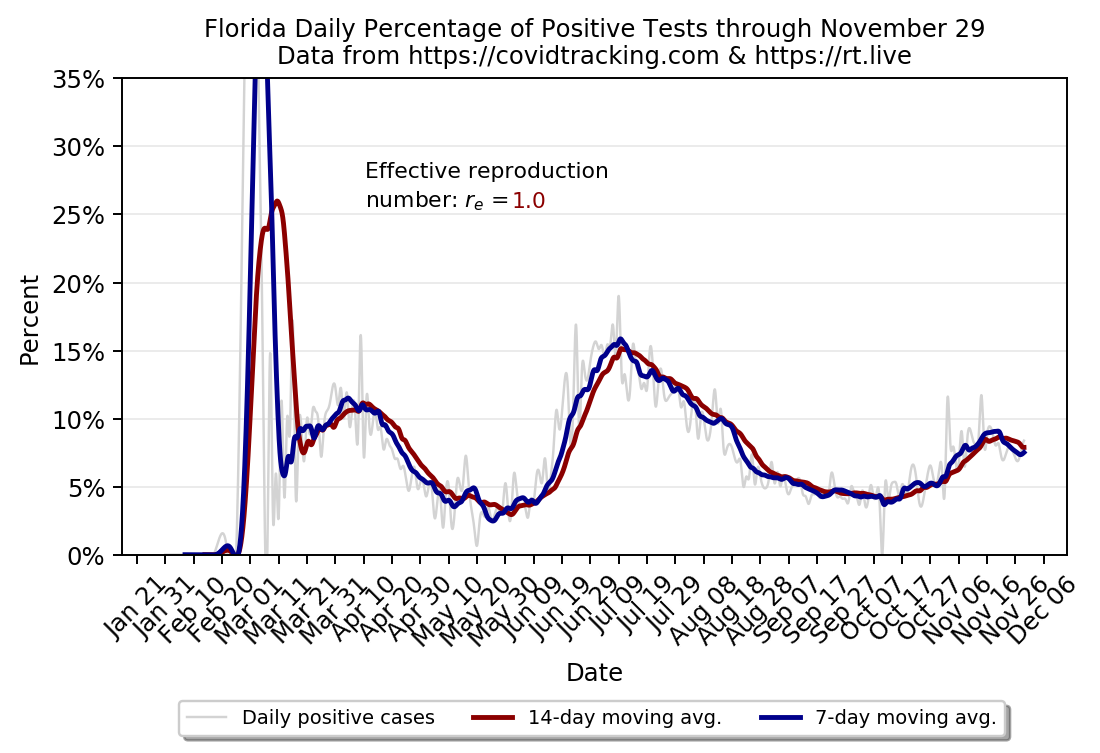 Florida Daily Percentage of Positive Tests through November 29
Data from https://covidtracking.com & https://rt.live
35%
30%
25%
20%
15%
10%
5%
0%
Percent
Effective reproduction
number: rₑ = 1.0
Jan 21
Jan 31
Feb 10
Feb 20
Mar 01
Mar 11
Mar 21
Mar 31
Apr 10
Apr 20
Apr 30
May 10
May 20
May 30
Jun 09
Jun 19
Jun 29
Jul 09
Jul 19
Jul 29
Aug 08
Aug 18
Aug 28
Sep 07
Sep 17
Sep 27
Oct 07
Oct 17
Oct 27
Nov 06
Nov 16
Nov 26
Dec 06
Date
Daily positive cases
14-day moving avg.
7-day moving avg.